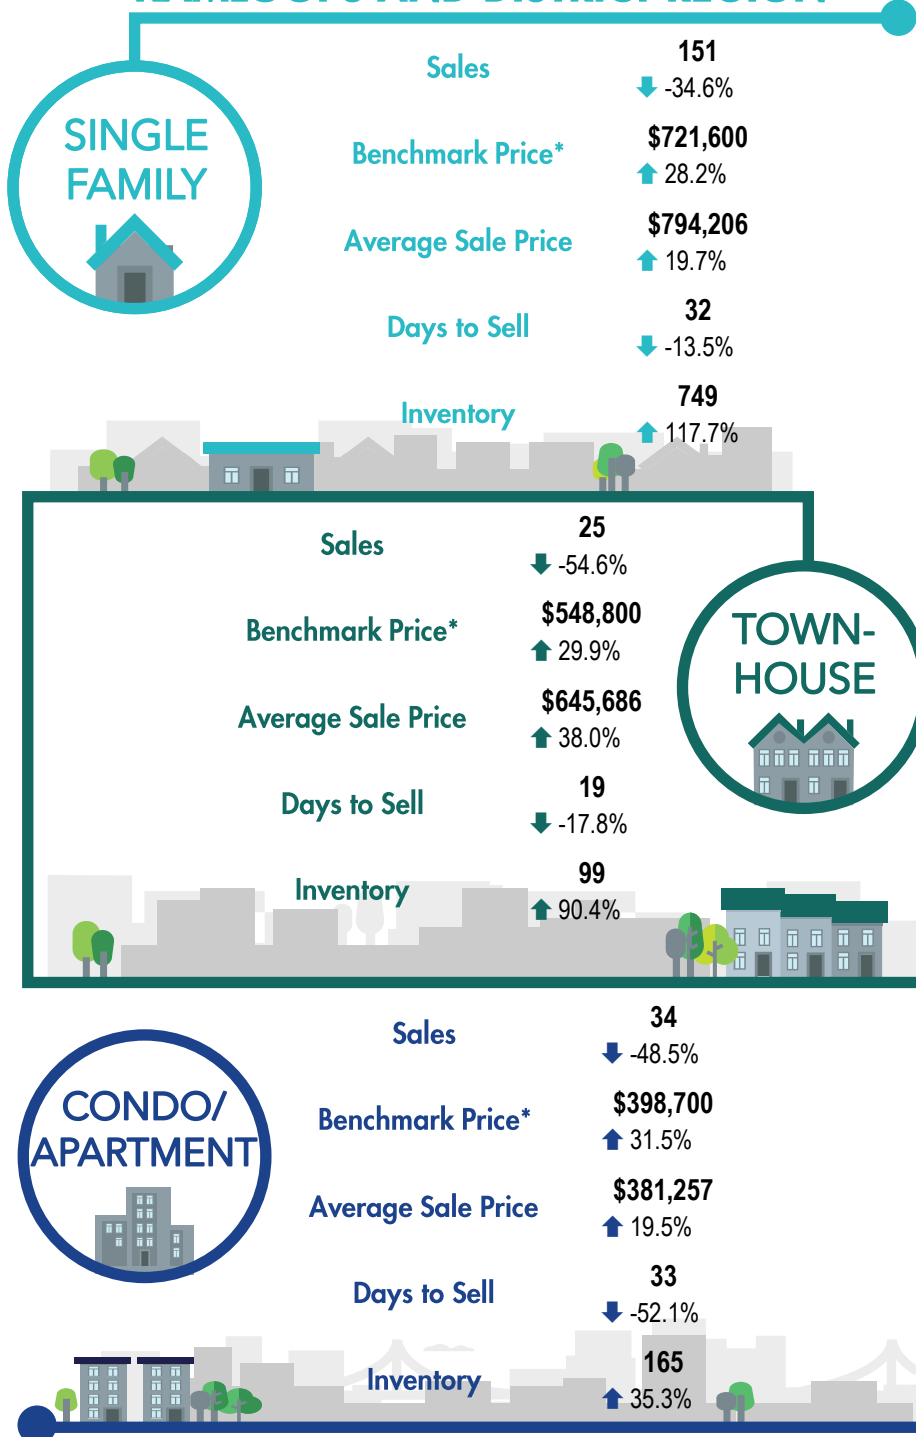 KAMLOOPS AND DISTRICT REGION
SINGLE
FAMILY
Sales
151
-34.6%
Benchmark Price*
$721,600
28.2%
Average Sale Price
$794,206
19.7%
Days to Sell
32
-13.5%
Inventory
749
117.7%
TOWN-
HOUSE
Sales
25
-54.6%
Benchmark Price*
$548,800
29.9%
Average Sale Price
$645,686
38.0%
Days to Sell
19
-17.8%
Inventory
99
90.4%
CONDO/
APARTMENT
Sales
34
-48.5%
Benchmark Price*
$398,700
31.5%
Average Sale Price
$381,257
19.5%
Days to Sell
33
-52.1%
Inventory
165
35.3%